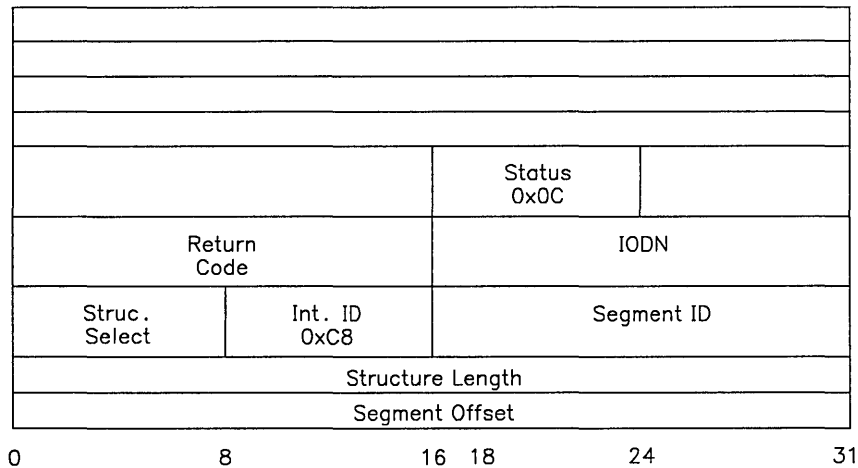 Status
0x0C
Return
Code
IODN
Struc.
Select
Int. ID
0xC8
Segment ID
Structure Length
Segment Offset
0 8 16 18 24 31